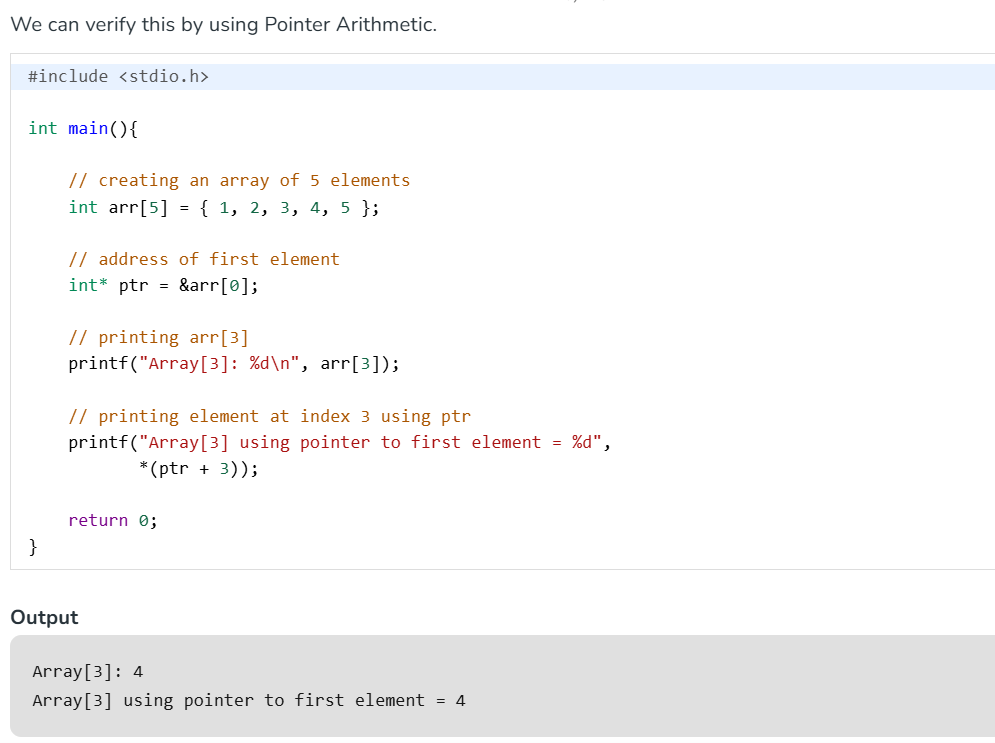 We can verify this by using Pointer Arithmetic.
#include <stdio.h>
int main(){
// creating an array of 5 elements
int arr[5] = { 1, 2, 3, 4, 5 };
// address of first element
int* ptr = &arr[0];
// printing arr[3]
printf("Array[3]: %d\n", arr[3]);
// printing element at index 3 using ptr
printf("Array[3] using pointer to first element = %d",
*(ptr + 3));
return 0;
}
Output
Array[3]: 4
Array[3] using pointer to first element = 4